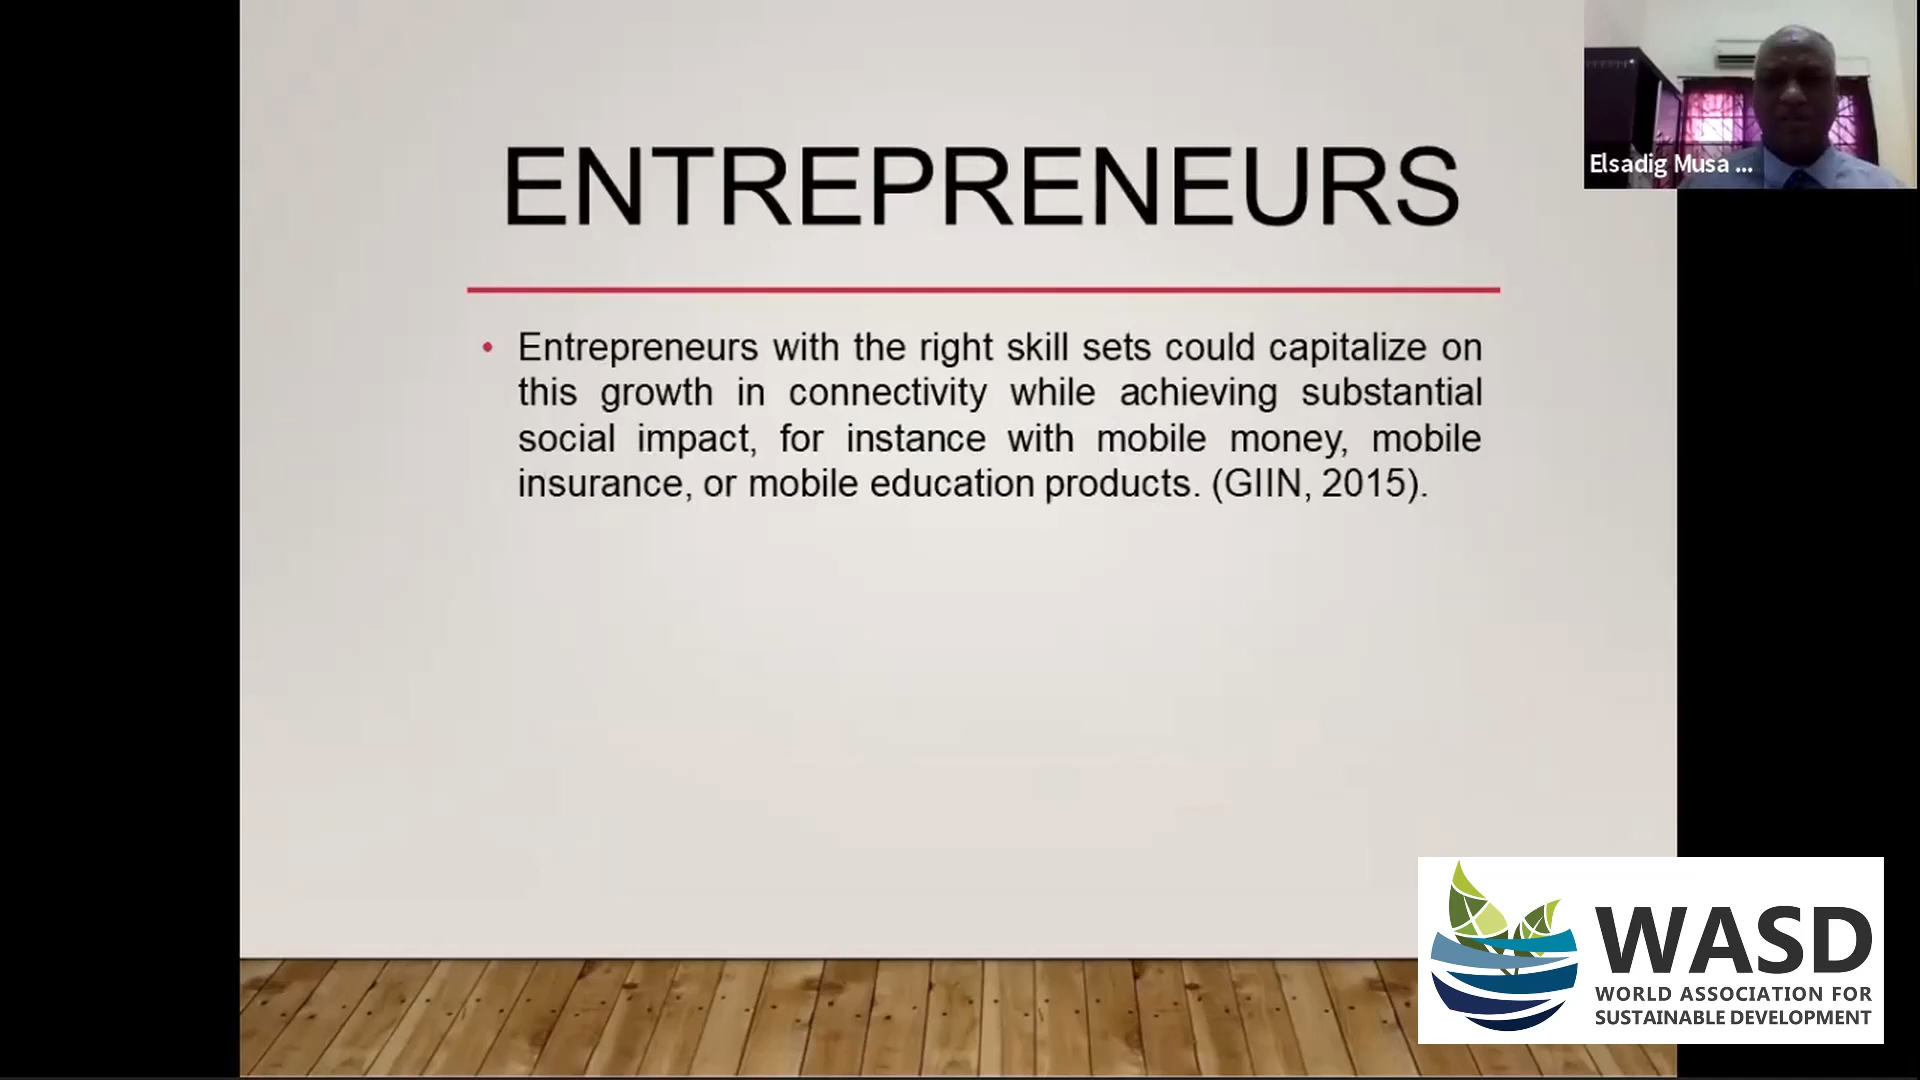 ENTREPRENEURS
Elsadig Musa ...
• Entrepreneurs with the right skill sets could capitalize on
this growth in connectivity while achieving substantial
social impact, for instance with mobile money, mobile
insurance, or mobile education products. (GIIN, 2015).
WASD
WORLD ASSOCIATION FOR
SUSTAINABLE DEVELOPMENT